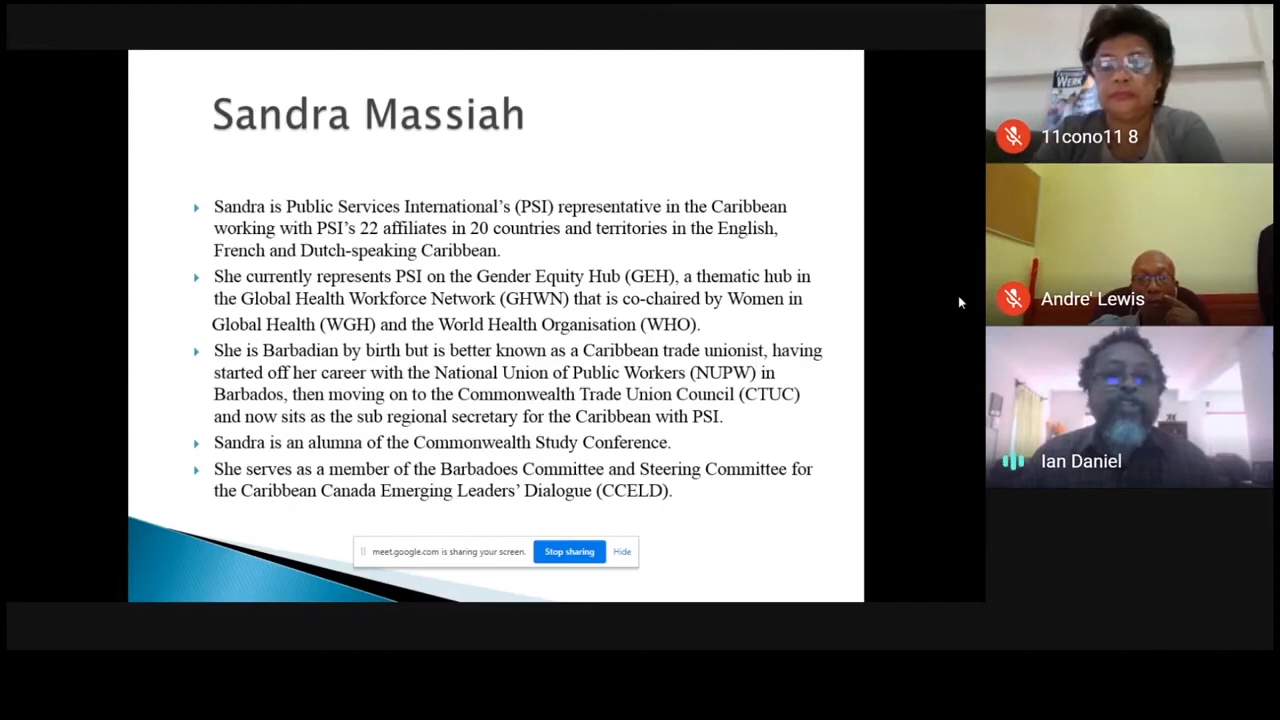 Sandra Massiah
Sandra is Public Services International's (PSI) representative in the Caribbean
working with PSI's 22 affiliates in 20 countries and territories in the English,
French and Dutch-speaking Caribbean.
She currently represents PSI on the Gender Equity Hub (GEH), a thematic hub in
the Global Health Workforce Network (GHWN) that is co-chaired by Women in
Global Health (WGH) and the World Health Organisation (WHO).
She is Barbadian by birth but is better known as a Caribbean trade unionist, having
started off her career with the National Union of Public Workers (NUPW) in
Barbados, then moving on to the Commonwealth Trade Union Council (CTUC)
and now sits as the sub regional secretary for the Caribbean with PSI.
Sandra is an alumna of the Commonwealth Study Conference.
She serves as a member of the Barbadoes Committee and Steering Committee for
the Caribbean Canada Emerging Leaders' Dialogue (CCELD).
meet.google.com is sharing your screen.
Stop sharing
Hide
WERK
11cono11 8
Andre' Lewis
Ian Daniel